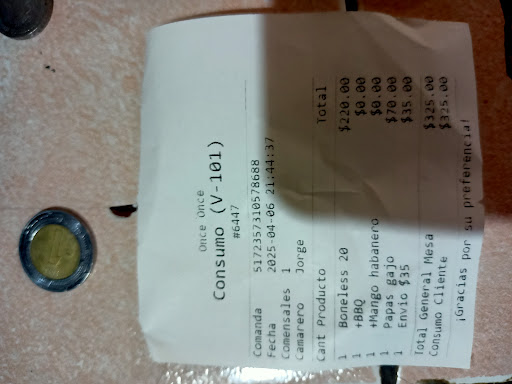 Once Once
Consumo (V-101)
#6447
Comanda 5172357310578688
Fecha 2025-04-06 21:44:37
Comensales 1
Camarero Jorge
Cant Producto Total
1 Boneless 20 $220.00
1 +BBQ $0.00
1 +Mango habanero $0.00
1 Papas gajo $70.00
1 Envio $35 $35.00
Total General Mesa $325.00
Consumo Cliente $325.00
¡Gracias por su preferencia!